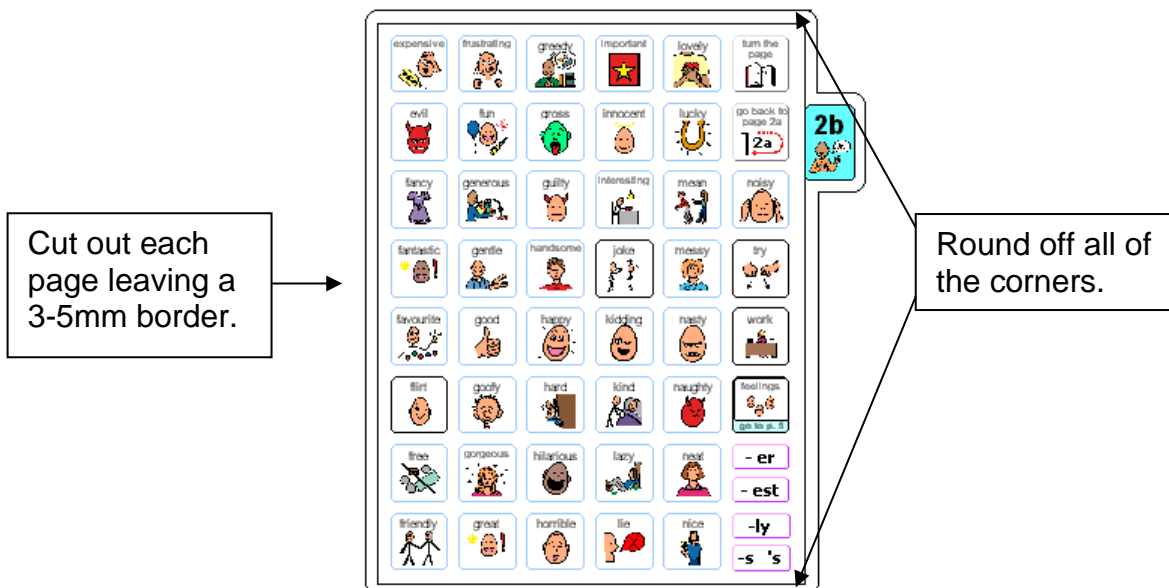 expensive frustrating greedy important lovely turn the
page
evil fun gross innocent lucky go back to
page 2a
2a
2b
fancy generous guilty interesting mean noisy
Cut out each
page leaving a
3-5mm border.
fantastic gentle handsome joke messy try
Round off all of
the corners.
favourite good happy kidding nasty work
flirt goofy hard kind naughty feelings
go to p. 5
free gorgeous hilarious lazy neat - er
- est
friendly great horrible lie nice -ly
-s 's